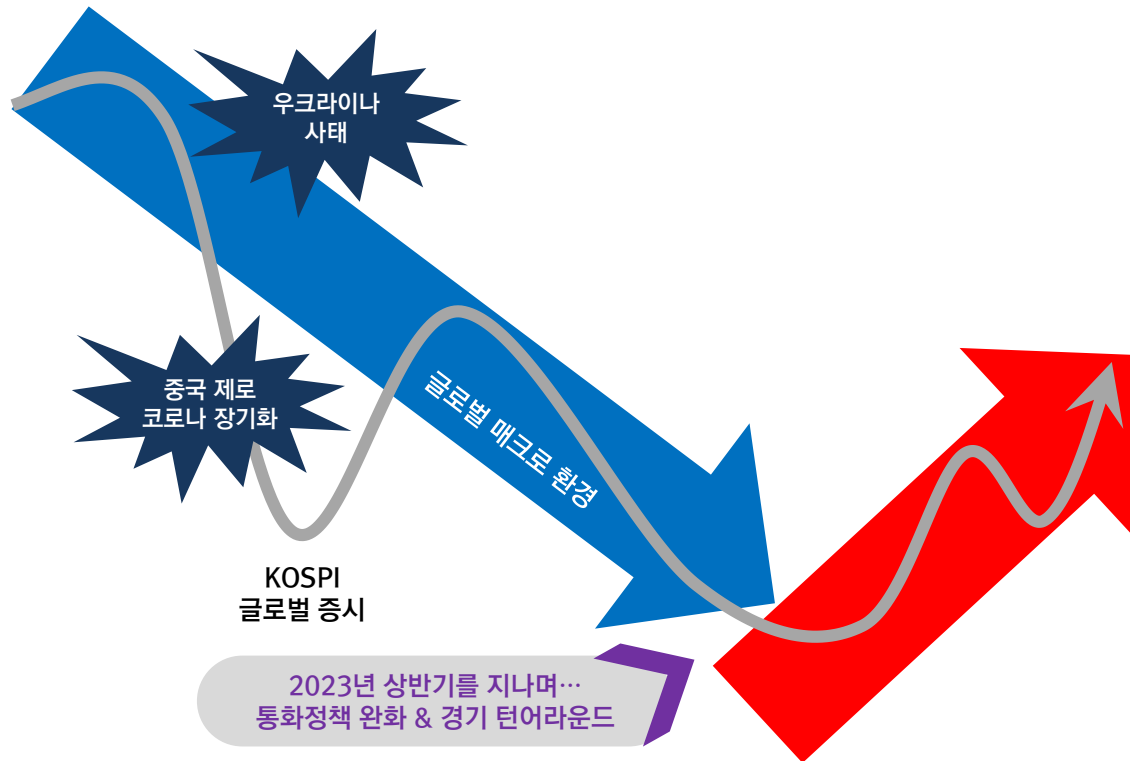 우크라이나
사태
중국 제로
코로나 장기화
글로벌 매크로 환경
KOSPI
글로벌 증시
2023년 상반기를 지나며…
통화정책 완화 & 경기 턴어라운드